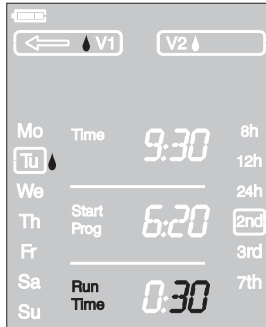 V1 V2
Mo Time 9:30 8h
Tu 12h
We 24h
Th Start Prog 6:20 2nd
Fr 3rd
Sa Run Time 0:30 7th
Su